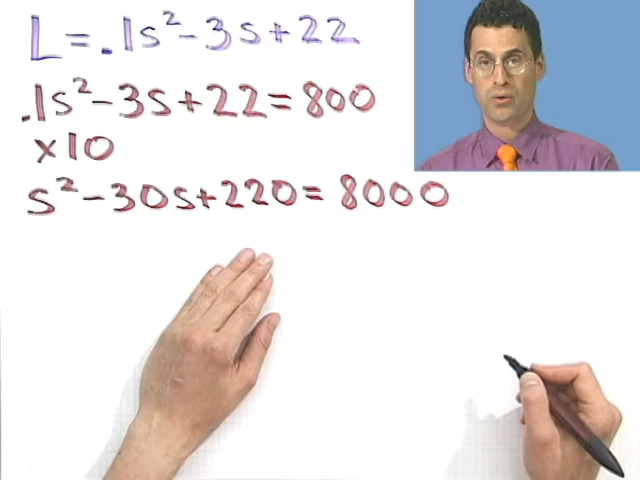 L = .1s² - 3s + 22
.1s² - 3s + 22 = 800
x10
s² - 30s + 220 = 8000